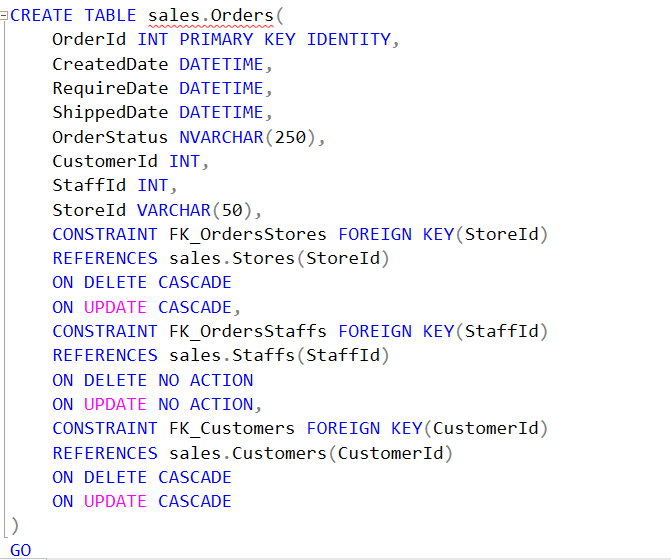 CREATE TABLE sales.Orders(
OrderId INT PRIMARY KEY IDENTITY,
CreatedDate DATETIME,
RequireDate DATETIME,
ShippedDate DATETIME,
OrderStatus NVARCHAR(250),
CustomerId INT,
StaffId INT,
StoreId VARCHAR(50),
CONSTRAINT FK_OrdersStores FOREIGN KEY(StoreId)
REFERENCES sales.Stores(StoreId)
ON DELETE CASCADE
ON UPDATE CASCADE,
CONSTRAINT FK_OrdersStaffs FOREIGN KEY(StaffId)
REFERENCES sales.Staffs(StaffId)
ON DELETE NO ACTION
ON UPDATE NO ACTION,
CONSTRAINT FK_Customers FOREIGN KEY(CustomerId)
REFERENCES sales.Customers(CustomerId)
ON DELETE CASCADE
ON UPDATE CASCADE
)
GO